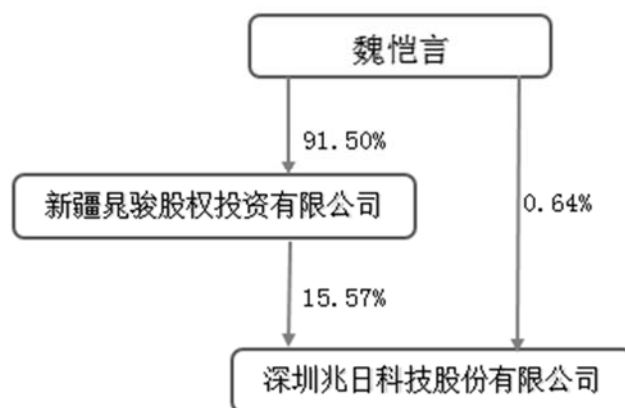 魏恺言
91.50%
新疆晁骏股权投资有限公司
0.64%
15.57%
深圳兆日科技股份有限公司